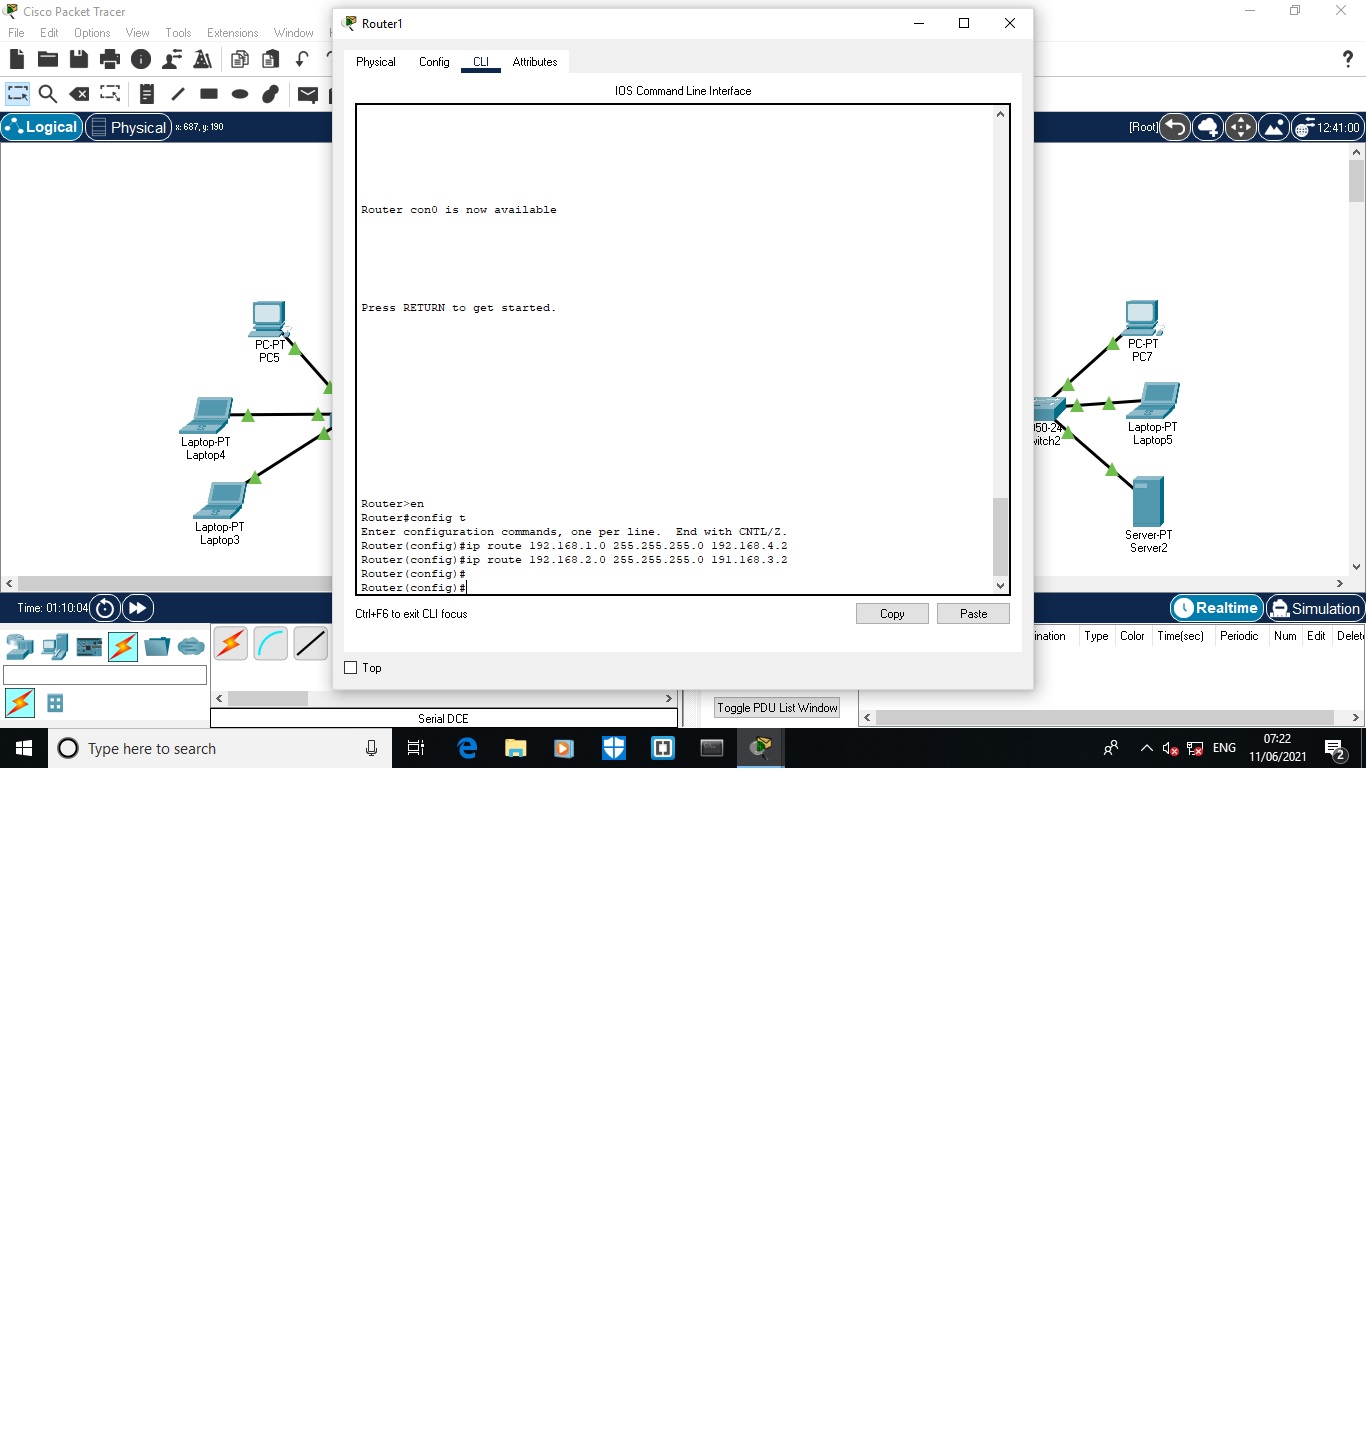 Cisco Packet Tracer
File Edit Options View Tools Extensions Window
Router1
Physical Config CLI Attributes
IOS Command Line Interface
Logical Physical x: 687, y: 190
[Root] 12:41:00
Router con0 is now available
Press RETURN to get started.
PC-PT
PC5
Laptop-PT
Laptop4
Laptop-PT
Laptop3
PC-PT
PC7
Laptop-PT
Laptop5
50-24
itch2
Server-PT
Server2
Router>en
Router#config t
Enter configuration commands, one per line. End with CNTL/Z.
Router(config)#ip route 192.168.1.0 255.255.255.0 192.168.4.2
Router(config)#ip route 192.168.2.0 255.255.255.0 191.168.3.2
Router(config)#
Router(config)#
Ctrl+F6 to exit CLI focus
Copy Paste
Top
Time: 01:10:04
Realtime Simulation
ination Type Color Time(sec) Periodic Num Edit Delet
Toggle PDU List Window
Serial DCE
Type here to search
ENG
07:22
11/06/2021
2